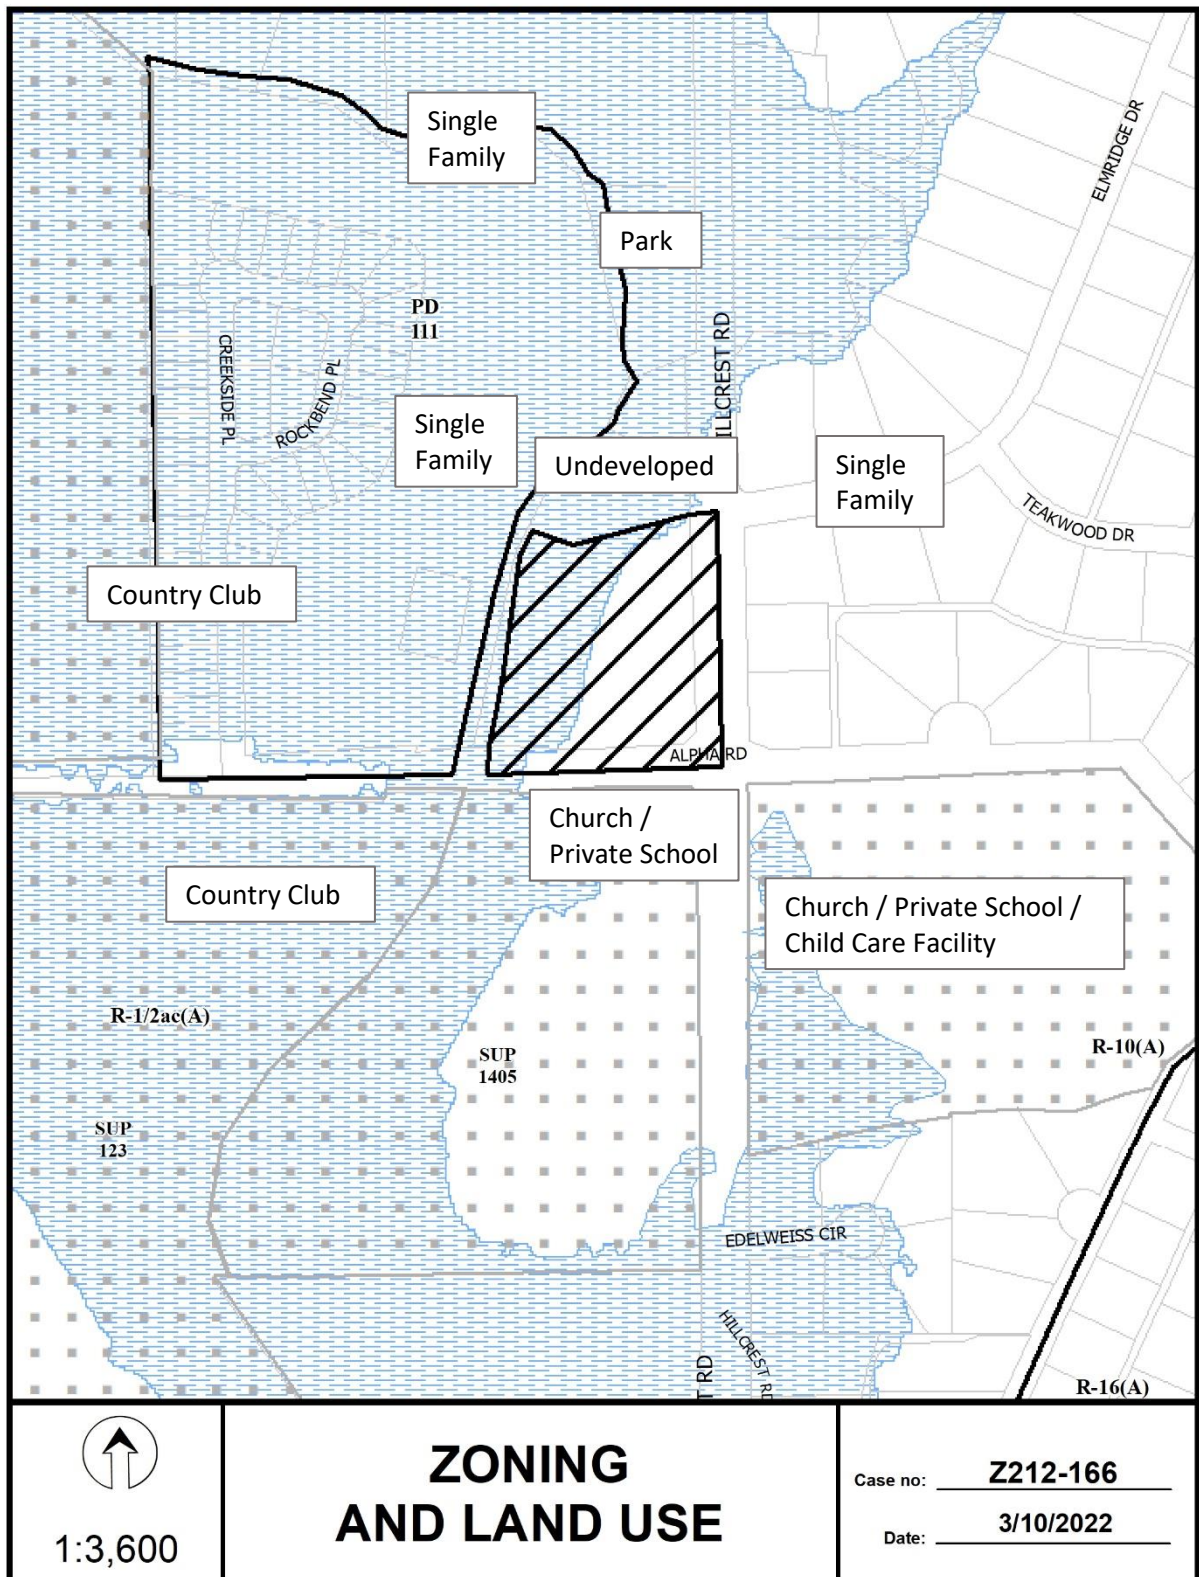 Single
Family
ELMRIDGE DR
Park
PD
111
CREEKSIDE PL
ROCKBEND PL
ILLCREST RD
Single
Family
Undeveloped
Single
Family
TEAKWOOD DR
Country Club
ALPHA RD
Church /
Private School
Country Club
Church / Private School /
Child Care Facility
R-1/2ac(A)
SUP
1405
R-10(A)
SUP
123
EDELWEISS CIR
HILLCREST RD
T RD
R-16(A)
1:3,600
ZONING
AND LAND USE
Case no: Z212-166
Date: 3/10/2022